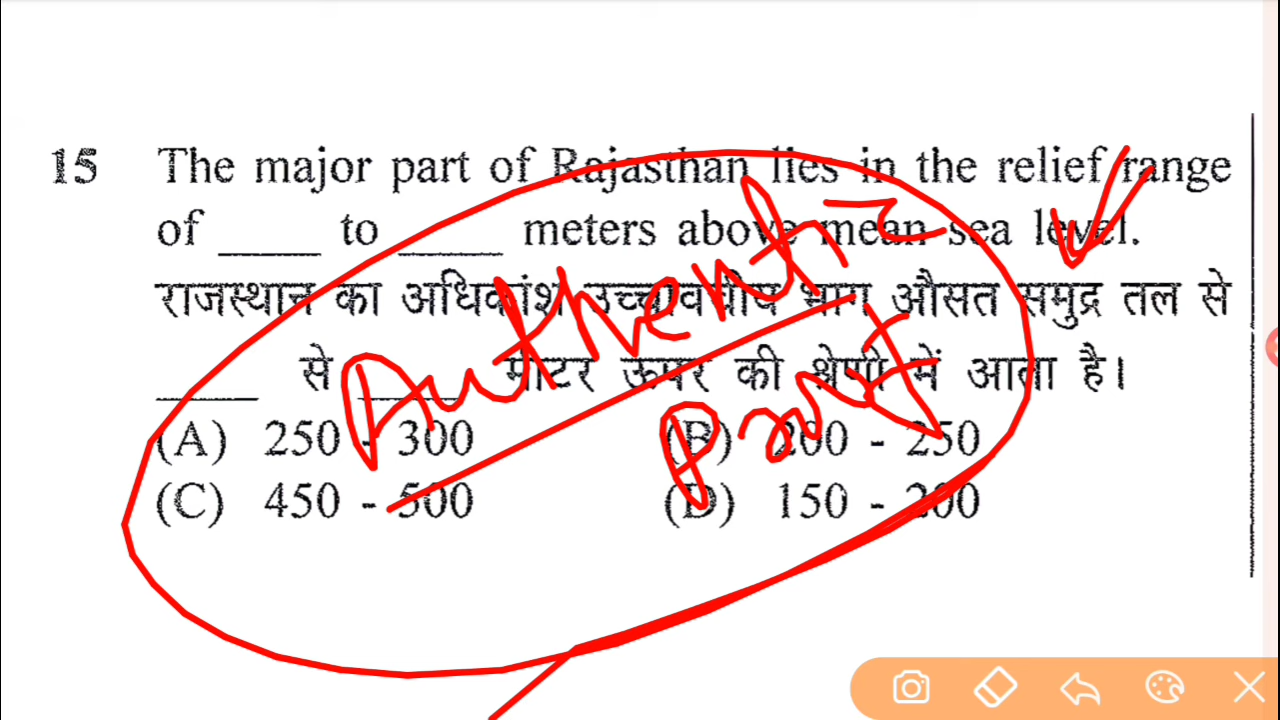 15 The major part of Rajasthan lies in the relief range
of _____ to _____ meters above mean sea level.
राजस्थान का अधिकांश उच्चावचीय भाग औसत समुद्र तल से
_____ से _____ मीटर ऊपर की श्रेणी में आता है।
(A) 250 - 300 (B) 200 - 250
(C) 450 - 500 (D) 150 - 200
Authentic